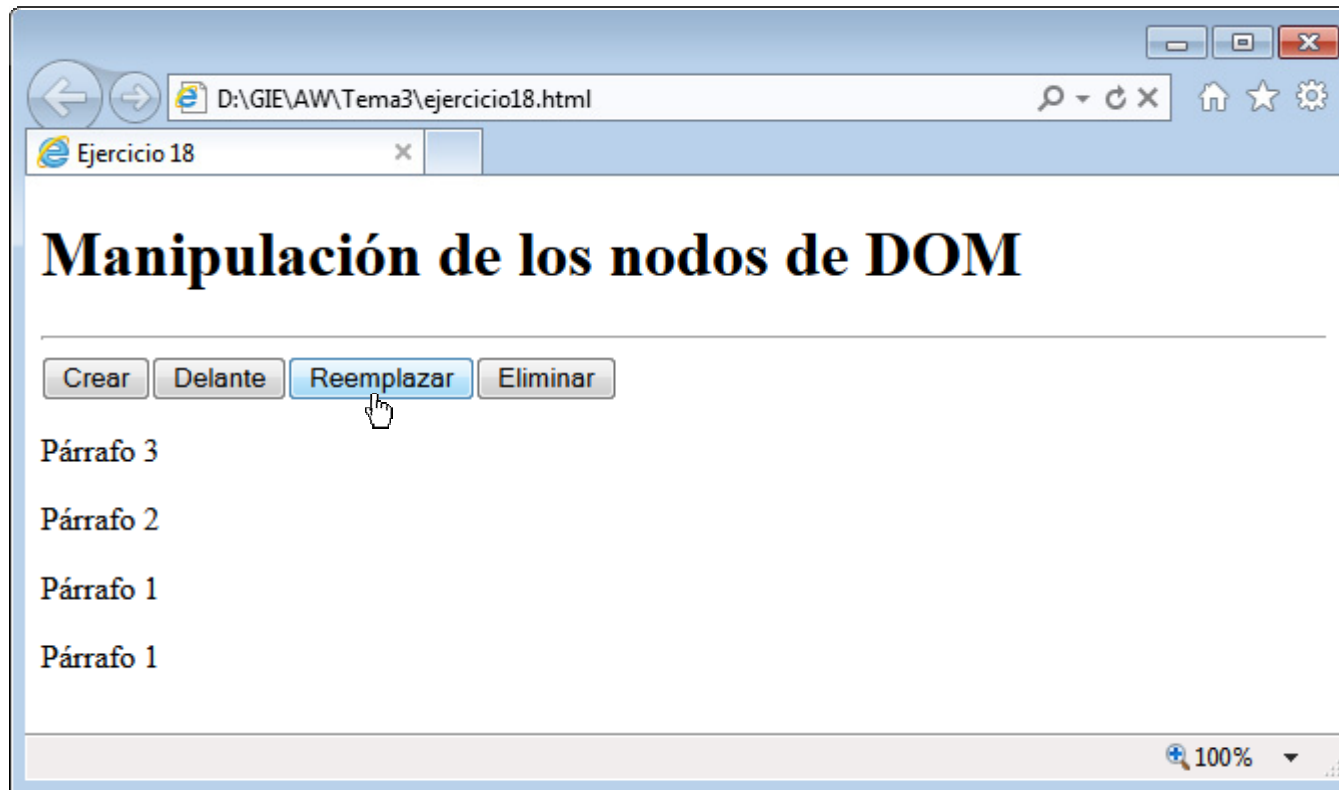 D:\GIE\AW\Tema3\ejercicio18.html
Ejercicio 18
Manipulación de los nodos de DOM
Crear Delante Reemplazar Eliminar
Párrafo 3
Párrafo 2
Párrafo 1
Párrafo 1
100%